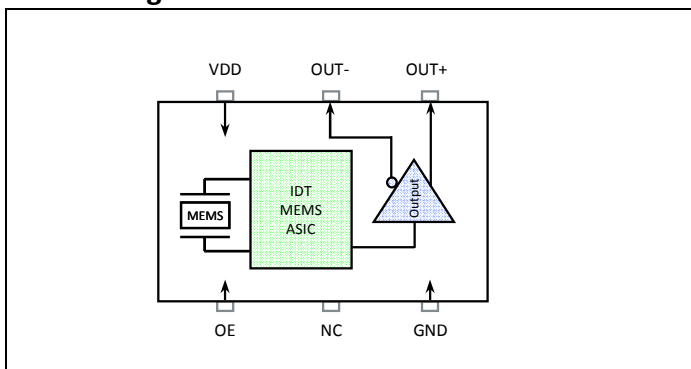 VDD OUT- OUT+
IDT
MEMS
ASIC
MEMS
Output
OE NC GND